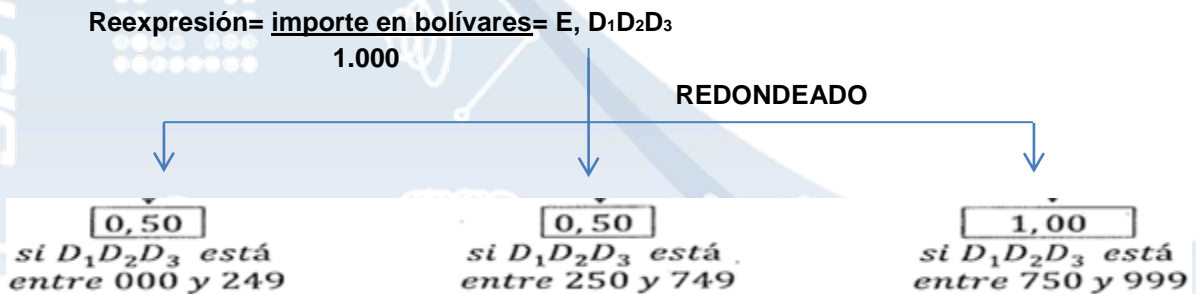 Reexpresión= importe en bolívares= E, D₁D₂D₃
1.000
REDONDEADO
0,50
si D₁D₂D₃ está
entre 000 y 249
0,50
si D₁D₂D₃ está
entre 250 y 749
1,00
si D₁D₂D₃ está
entre 750 y 999